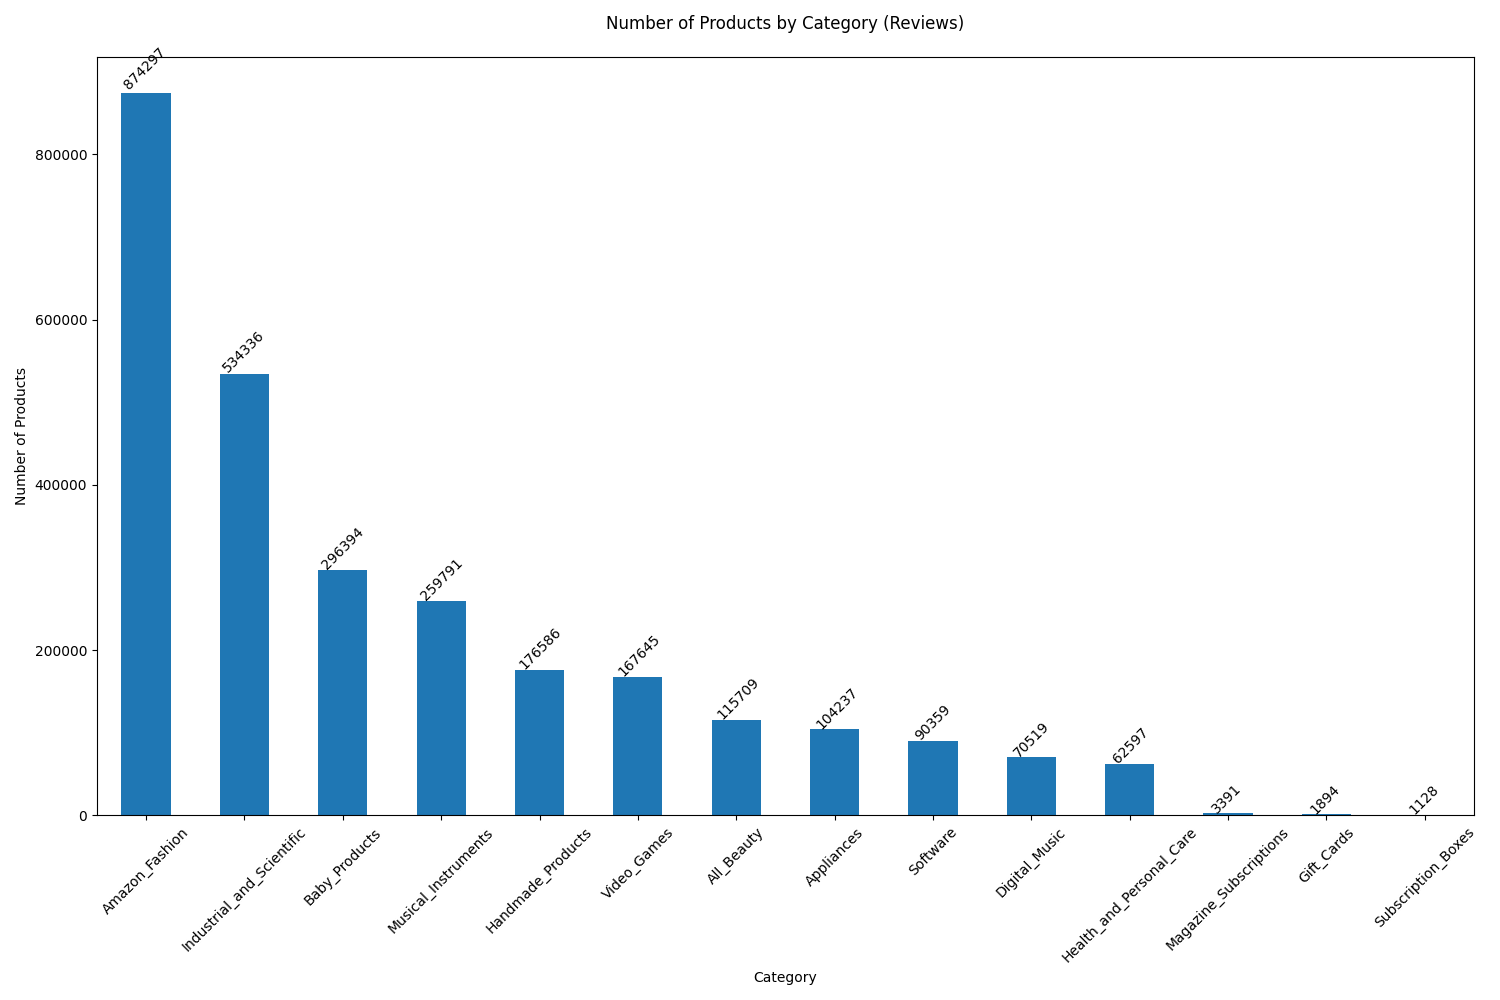 Number of Products by Category (Reviews)
874297
800000
600000
534336
400000
296394
259791
200000
176586
167645
115709
104237
90359
70519
62597
3391
1894
1128
0
Number of Products
Amazon_Fashion
Industrial_and_Scientific
Baby_Products
Musical_Instruments
Handmade_Products
Video_Games
All_Beauty
Appliances
Software
Digital_Music
Health_and_Personal_Care
Magazine_Subscriptions
Gift_Cards
Subscription_Boxes
Category